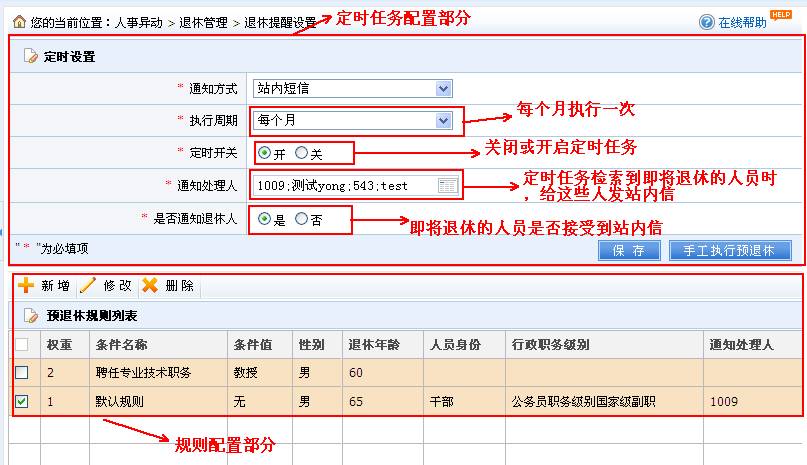 您的当前位置：人事异动 > 退休管理 > 退休提醒设置
定时任务配置部分
在线帮助 HELP
定时设置
* 通知方式 站内短信
* 执行周期 每个月
每个月执行一次
* 定时开关 开 关
关闭或开启定时任务
* 通知处理人 1009;测试yong;543;test
定时任务检索到即将退休的人员时
，给这些人发站内信
* 是否通知退休人 是 否
即将退休的人员是否接受到站内信
" * "为必填项
保 存 手工执行预退休
新 增 修 改 删 除
预退休规则列表
权重 条件名称 条件值 性别 退休年龄 人员身份 行政职务级别 通知处理人
2 聘任专业技术职务 教授 男 60
1 默认规则 无 男 65 干部 公务员职务级别国家级副职 1009
规则配置部分